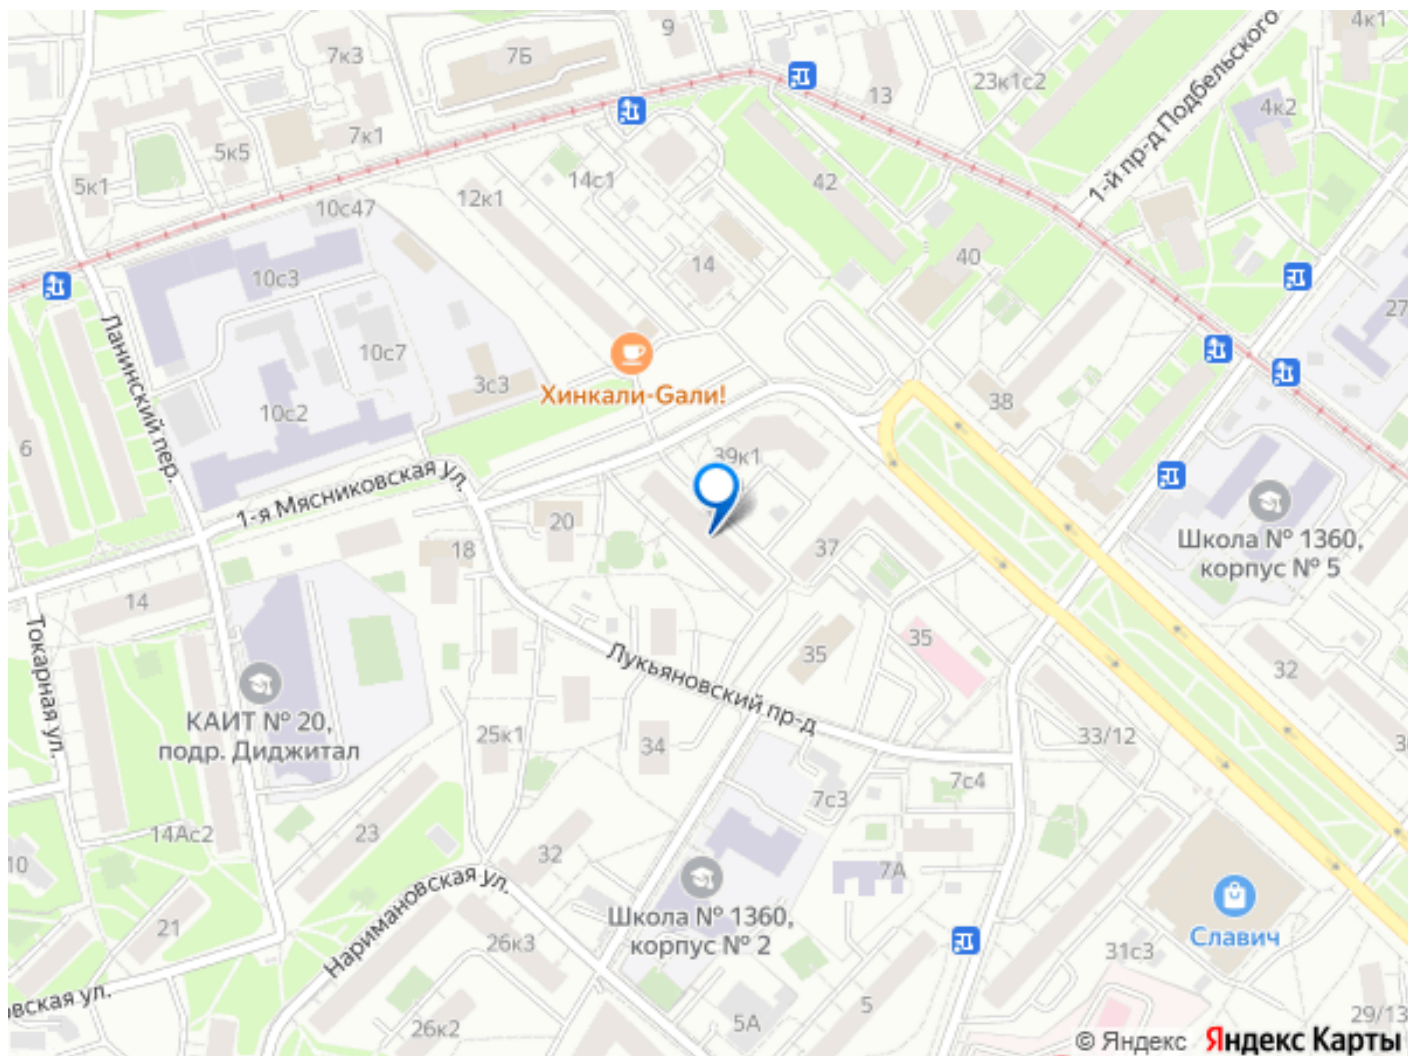 9
4к1
7к3
7Б
23к1с2
13
4к2
7к1
5к5
5к1
1-й пр-д Подбельского
14с1
42
12к1
10с47
40
14
10с3
27
Ланинский пер.
10с7
3с3
Хинкали-Gали!
38
10с2
6
39к1
1-я Мясниковская ул.
20
37
Школа № 1360,
корпус № 5
18
14
Токарная ул.
35
35
Лукьяновский пр-д
32
КАИТ № 20,
подр. Диджитал
25к1
34
33/12
7с4
7с3
14Ас2
23
32
10
7А
Наримановская ул.
Школа № 1360,
корпус № 2
21
26к3
Славич
31с3
вская ул.
5
5А
26к2
29/13
© Яндекс Яндекс Карты